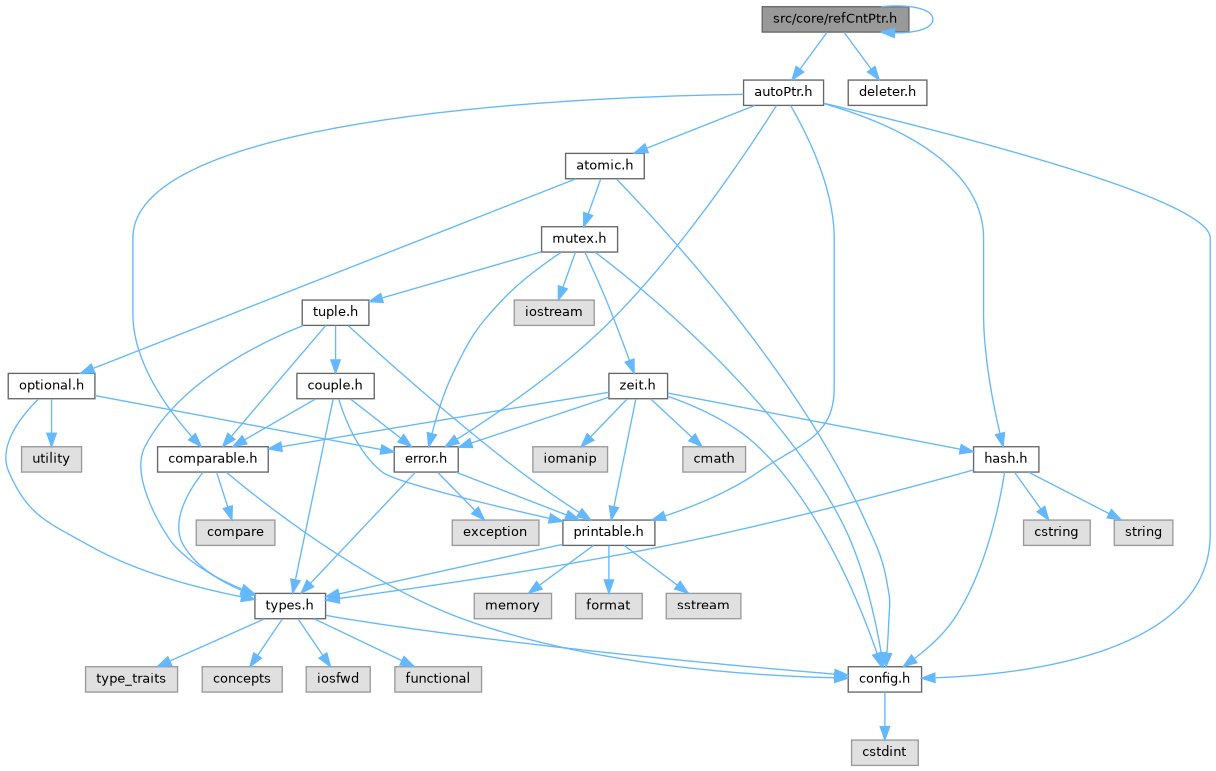 src/core/refCntPtr.h
autoPtr.h
deleter.h
atomic.h
mutex.h
tuple.h
iostream
optional.h
couple.h
zeit.h
utility
comparable.h
error.h
iomanip
cmath
hash.h
compare
exception
printable.h
cstring
string
types.h
memory
format
sstream
type_traits
concepts
iosfwd
functional
config.h
cstdint